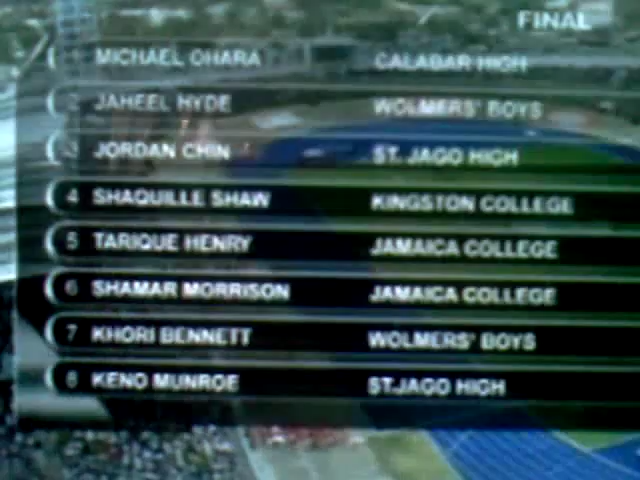 FINAL
1 MICHAEL OHARA CALABAR HIGH
2 JAHEEL HYDE WOLMERS' BOYS
3 JORDAN CHIN ST. JAGO HIGH
4 SHAQUILLE SHAW KINGSTON COLLEGE
5 TARIQUE HENRY JAMAICA COLLEGE
6 SHAMAR MORRISON JAMAICA COLLEGE
7 KHORI BENNETT WOLMERS' BOYS
8 KENO MUNROE ST.JAGO HIGH